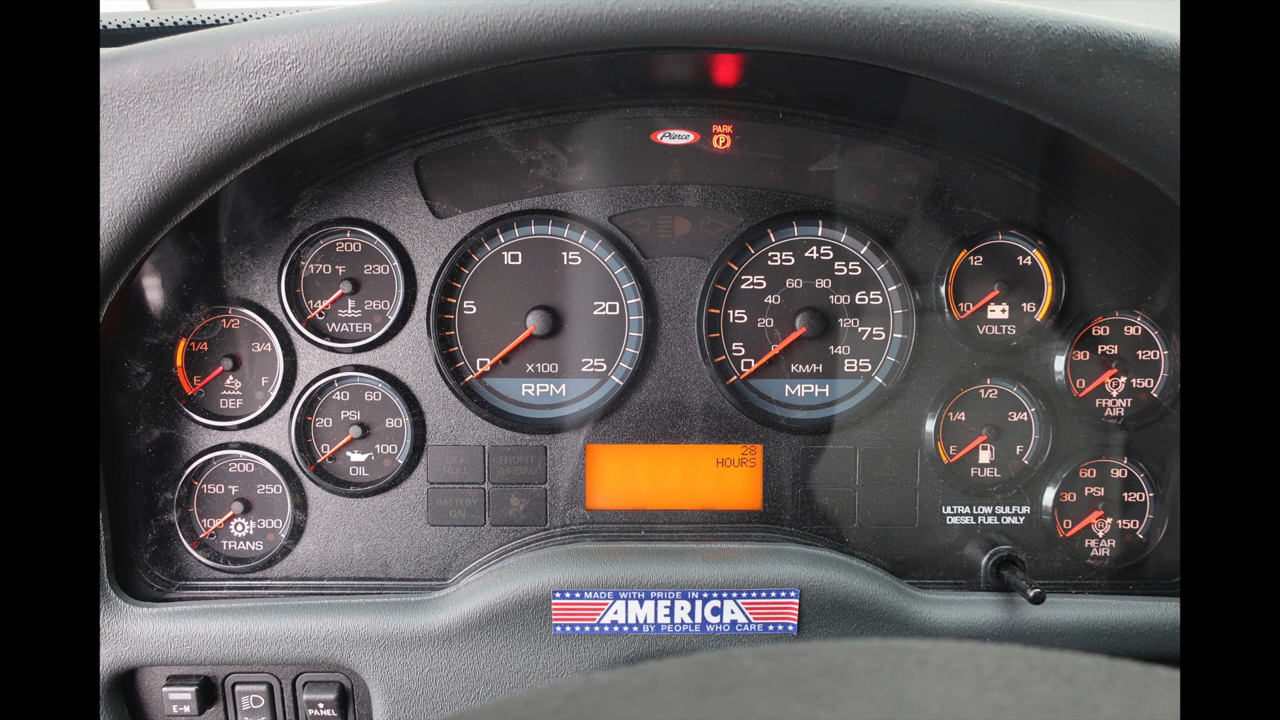 Pierce
PARK
P
200
170 °F 230
140 260
WATER
1/2
1/4 3/4
E F
DEF
40 60
PSI
20 80
0 100
OIL
200
150 °F 250
100 300
TRANS
10 15
5 20
0 25
X100
RPM
45
35 55
25 65
15 75
5 85
0
60 80
40 100
20 120
0 140
KM/H
MPH
12 14
10 16
VOLTS
1/2
1/4 3/4
E F
FUEL
60 90
30 PSI 120
0 150
F
FRONT
AIR
60 90
30 PSI 120
0 150
R
REAR
AIR
ULTRA LOW SULFUR
DIESEL FUEL ONLY
28
HOURS
FRONT
AIRBAG
BATTERY
ON
MADE WITH PRIDE IN
AMERICA
BY PEOPLE WHO CARE
E-M
PANEL